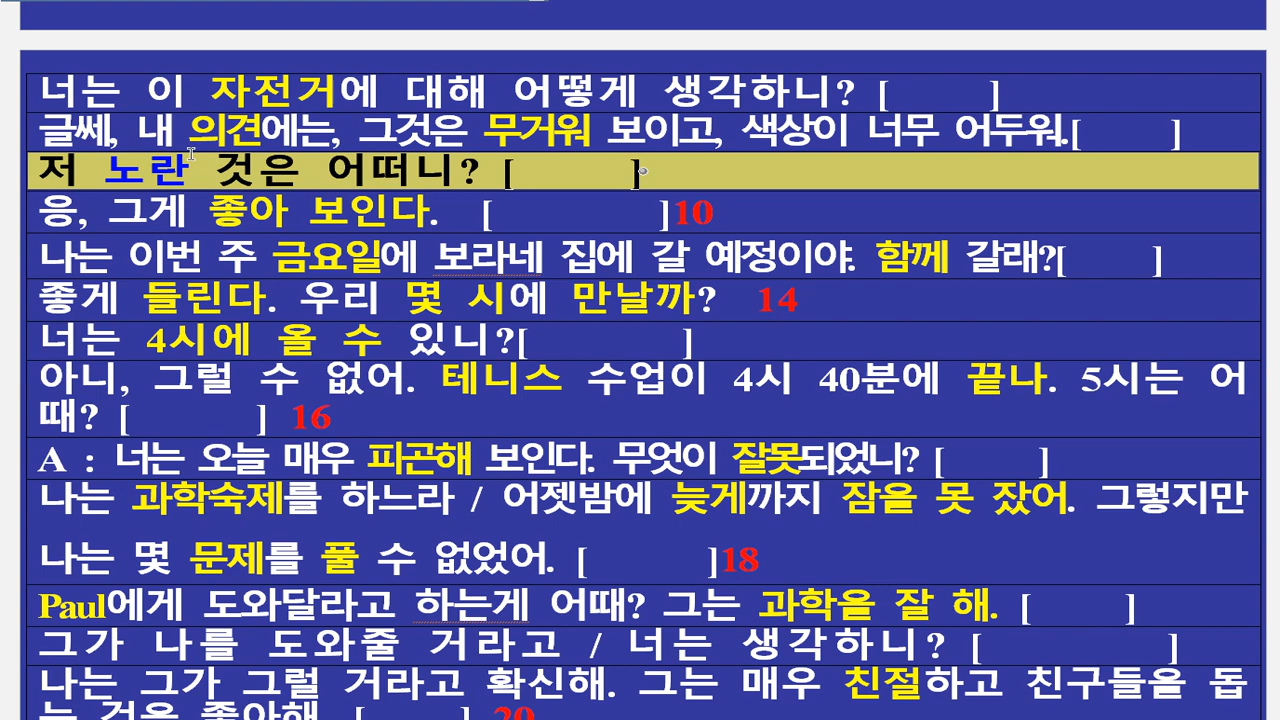 너는 이 자전거에 대해 어떻게 생각하니? [ ]
글쎄, 내 의견에는, 그것은 무거워 보이고, 색상이 너무 어두워.[ ]
저 노란 것은 어떠니? [ ]
응, 그게 좋아 보인다. [ ]10
나는 이번 주 금요일에 보라네 집에 갈 예정이야. 함께 갈래?[ ]
좋게 들린다. 우리 몇 시에 만날까? 14
너는 4시에 올 수 있니?[ ]
아니, 그럴 수 없어. 테니스 수업이 4시 40분에 끝나. 5시는 어
때? [ ] 16
A : 너는 오늘 매우 피곤해 보인다. 무엇이 잘못되었니? [ ]
나는 과학숙제를 하느라 / 어젯밤에 늦게까지 잠을 못 잤어. 그렇지만
나는 몇 문제를 풀 수 없었어. [ ]18
Paul에게 도와달라고 하는게 어때? 그는 과학을 잘 해. [ ]
그가 나를 도와줄 거라고 / 너는 생각하니? [ ]
나는 그가 그럴 거라고 확신해. 그는 매우 친절하고 친구들을 돕
는 것을 좋아해. [ ] 20